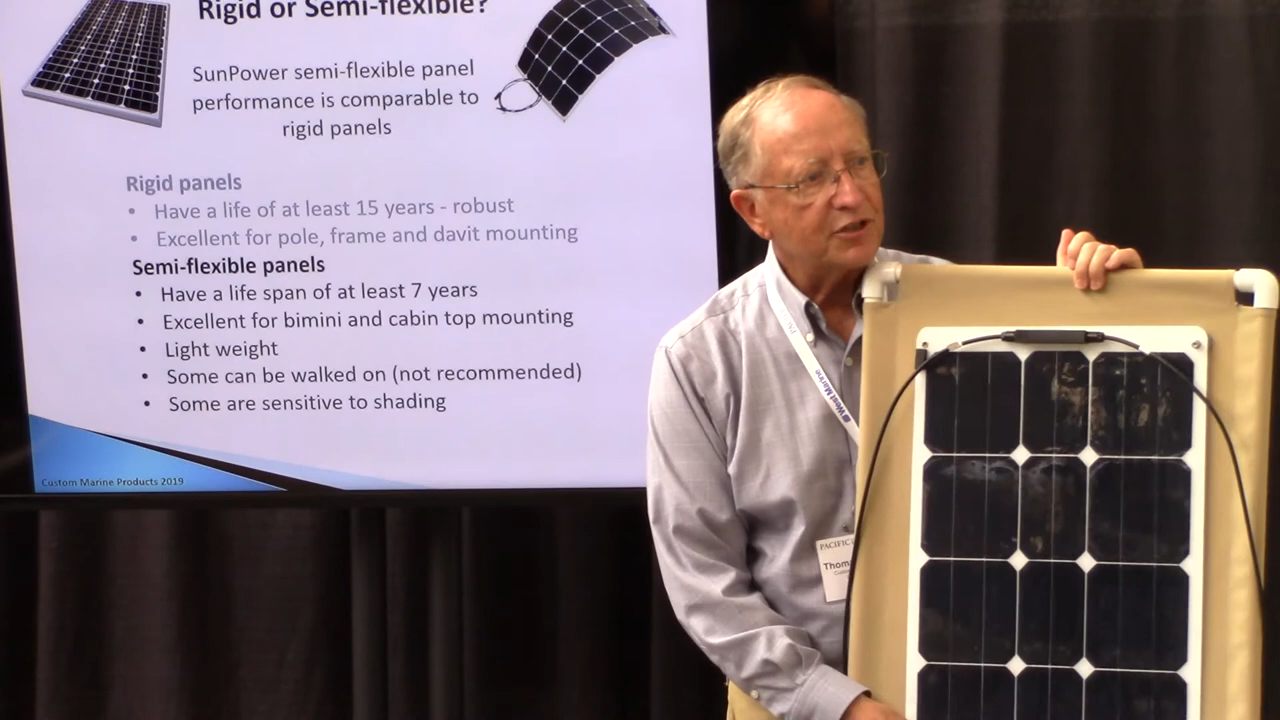 Rigid or Semi-flexible?
SunPower semi-flexible panel
performance is comparable to
rigid panels
Rigid panels
• Have a life of at least 15 years - robust
• Excellent for pole, frame and davit mounting
Semi-flexible panels
• Have a life span of at least 7 years
• Excellent for bimini and cabin top mounting
• Light weight
• Some can be walked on (not recommended)
• Some are sensitive to shading
Custom Marine Products 2019
West Marine
PACIFIC
Thom